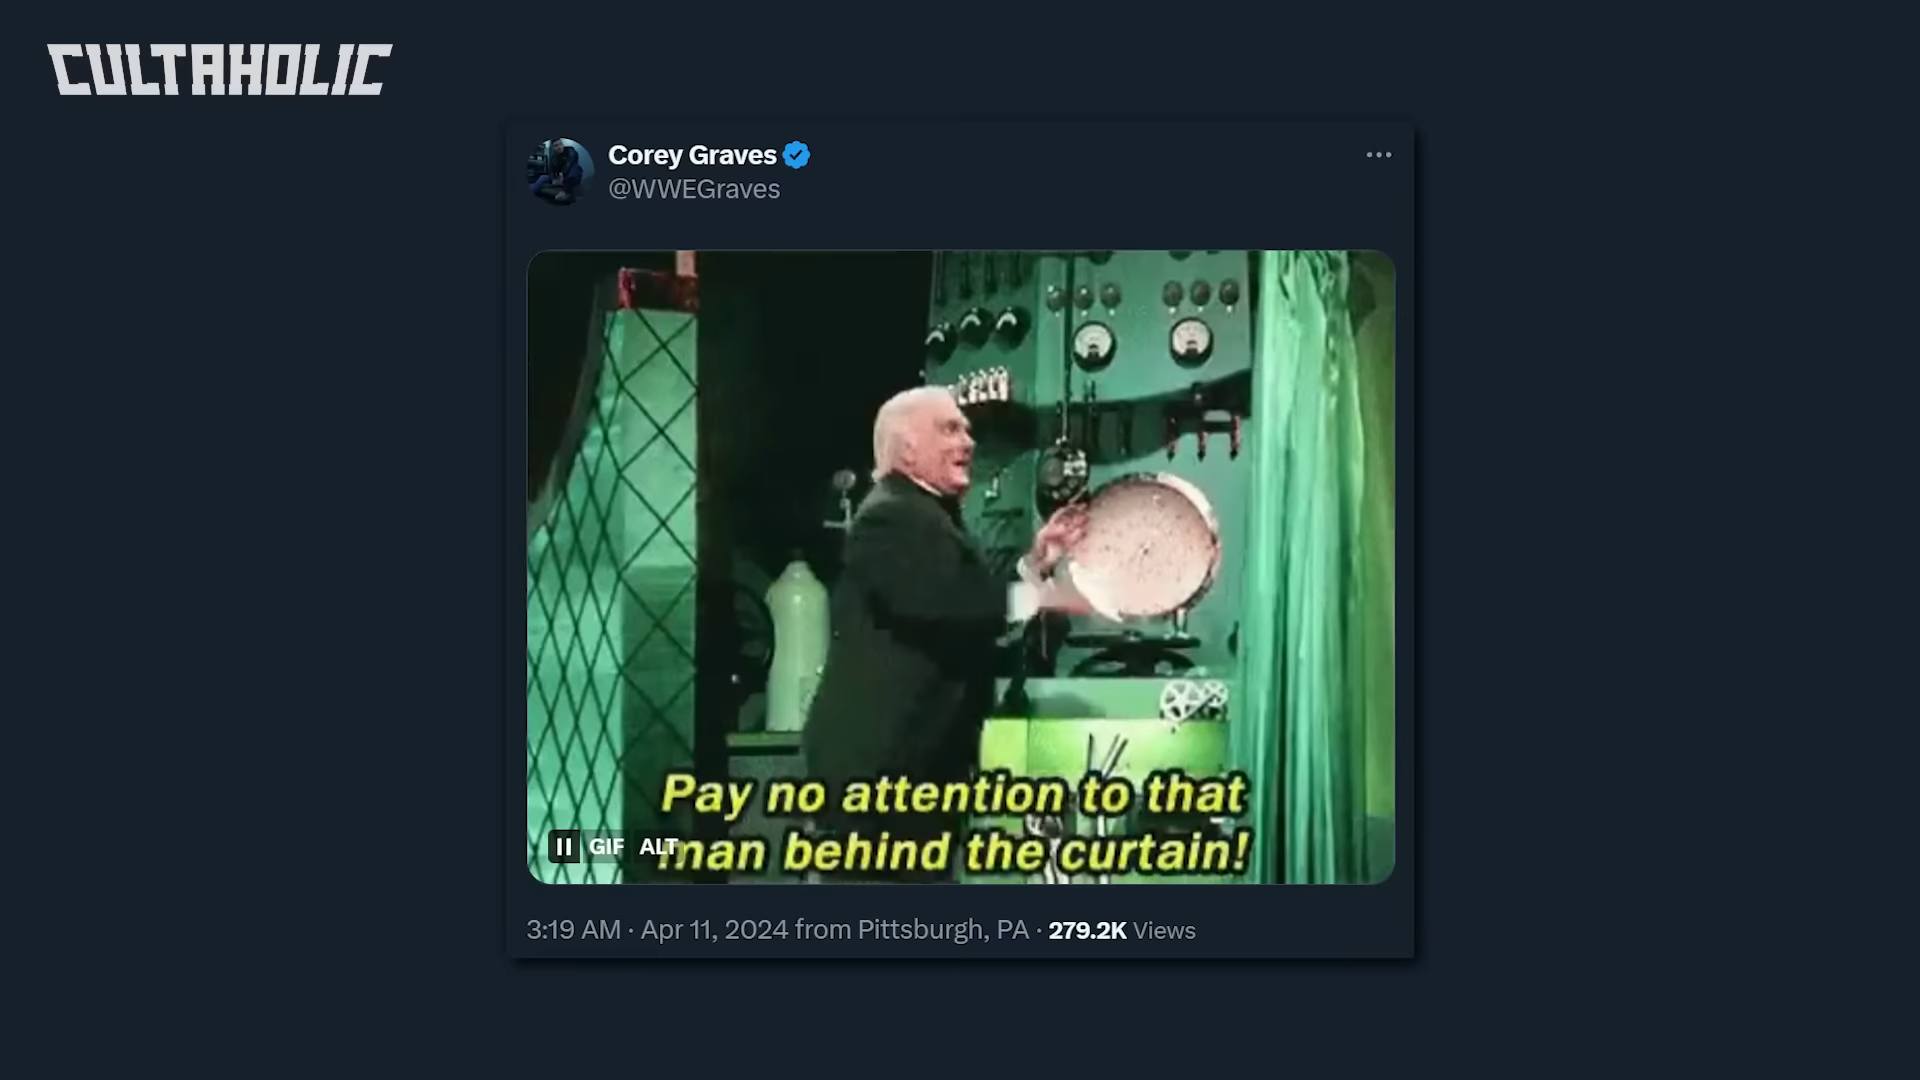 CULTAHOLIC
Corey Graves
@WWEGraves
Pay no attention to that
man behind the curtain!
GIF ALT
3:19 AM · Apr 11, 2024 from Pittsburgh, PA · 279.2K Views